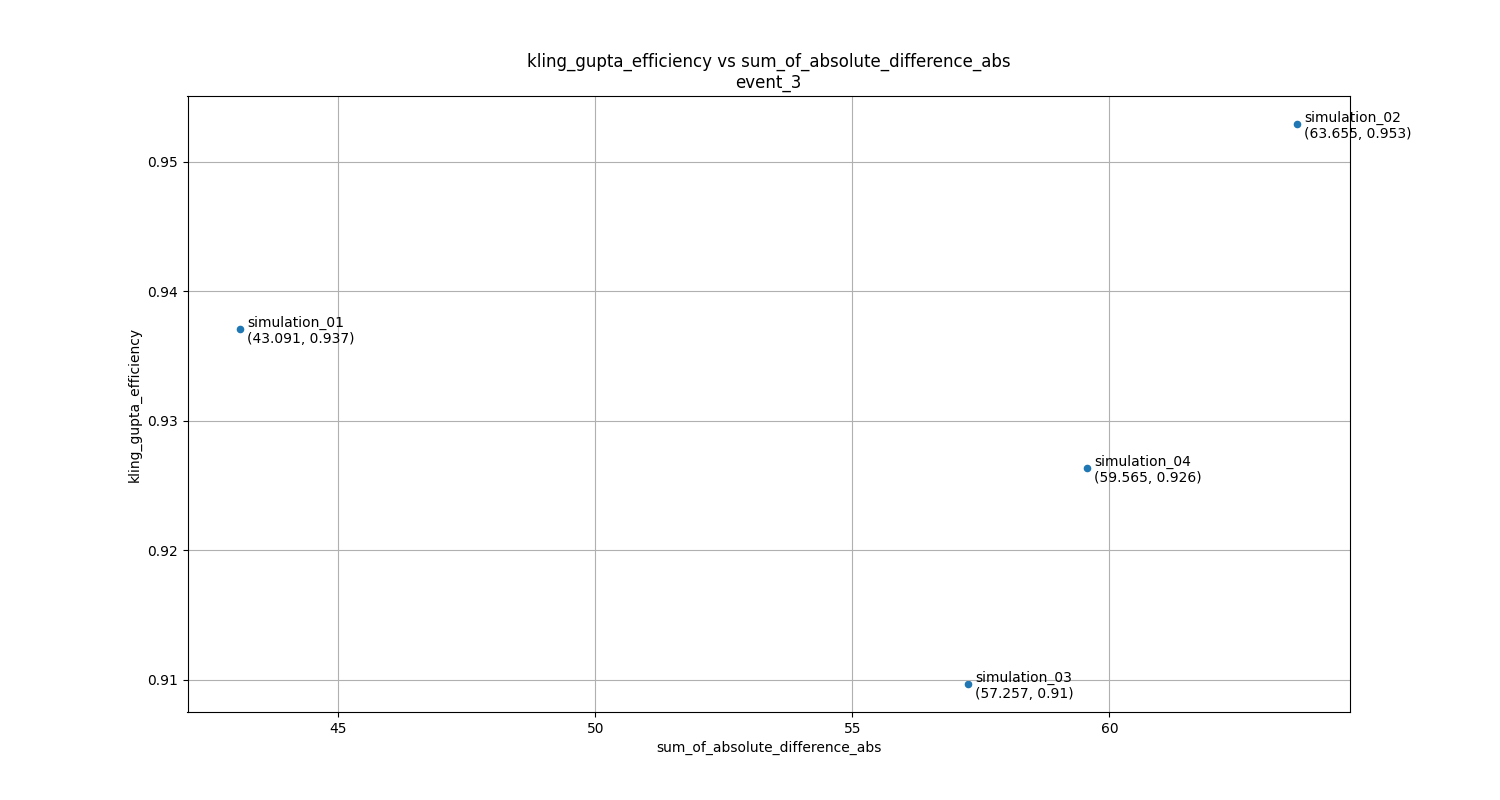 kling_gupta_efficiency vs sum_of_absolute_difference_abs
event_3
simulation_02
(63.655, 0.953)
0.95
0.94
simulation_01
(43.091, 0.937)
kling_gupta_efficiency
0.93
simulation_04
(59.565, 0.926)
0.92
simulation_03
(57.257, 0.91)
0.91
45
50
55
60
sum_of_absolute_difference_abs